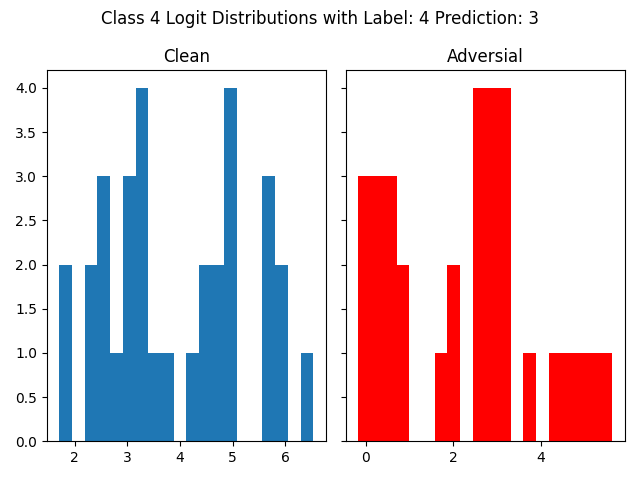 Class 4 Logit Distributions with Label: 4 Prediction: 3
Clean
Adversial
4.0
3.5
3.0
2.5
2.0
1.5
1.0
0.5
0.0
2 3 4 5 6
0 2 4